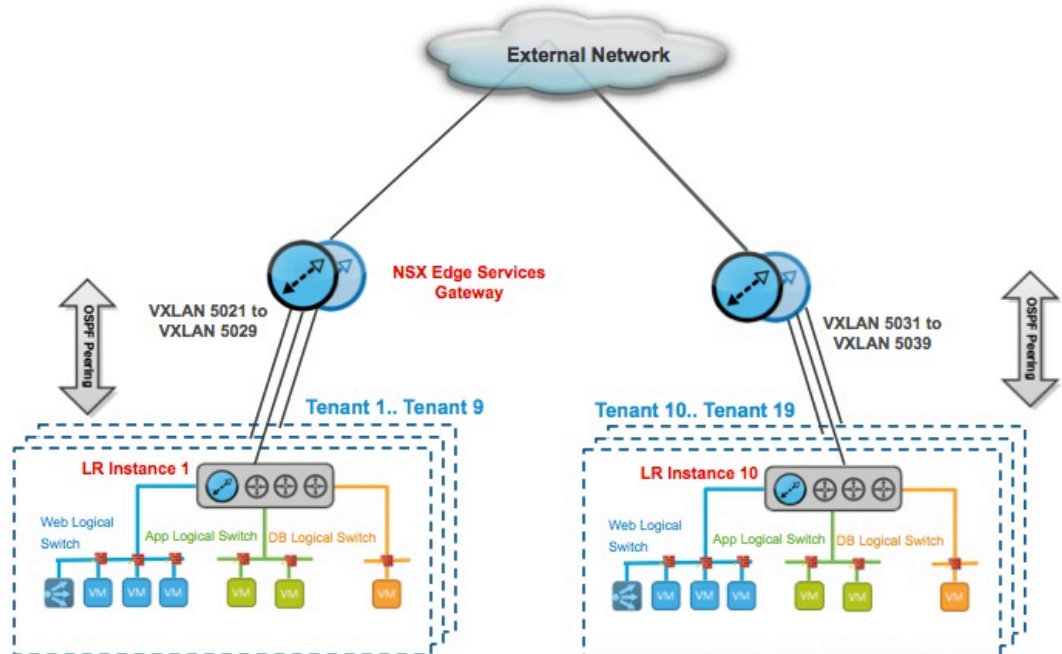 External Network
NSX Edge Services
Gateway
VXLAN 5021 to
VXLAN 5029
VXLAN 5031 to
VXLAN 5039
OSPF Peering
OSPF Peering
Tenant 1.. Tenant 9
Tenant 10.. Tenant 19
LR Instance 1
Web Logical
Switch
App Logical Switch
DB Logical Switch
VM
VM
VM
VM
VM
VM
LR Instance 10
Web Logical
Switch
App Logical Switch
DB Logical Switch
VM
VM
VM
VM
VM
VM